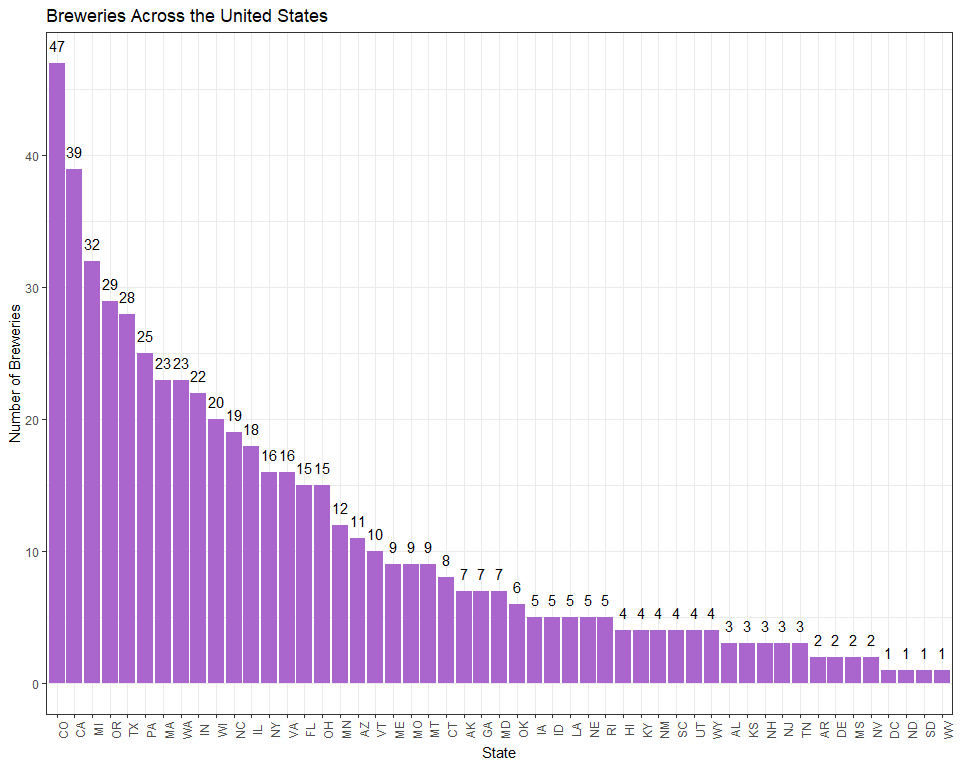 Breweries Across the United States
47
39
32
29
28
25
23 23
22
20
19
18
16 16
15 15
12
11
10
9 9 9
8
7 7 7
6
5 5 5 5 5
4 4 4 4 4 4
3 3 3 3 3
2 2 2 2
1 1 1 1
40
30
20
10
0
Number of Breweries
CO CA MI OR TX PA MA WA IN WI NC IL NY VA FL OH MN AZ VT ME MO MT CT AK GA MD OK IA ID LA NE RI HI KY NM SC UT WY AL KS NH NJ TN AR DE MS NV DC ND SD WV
State